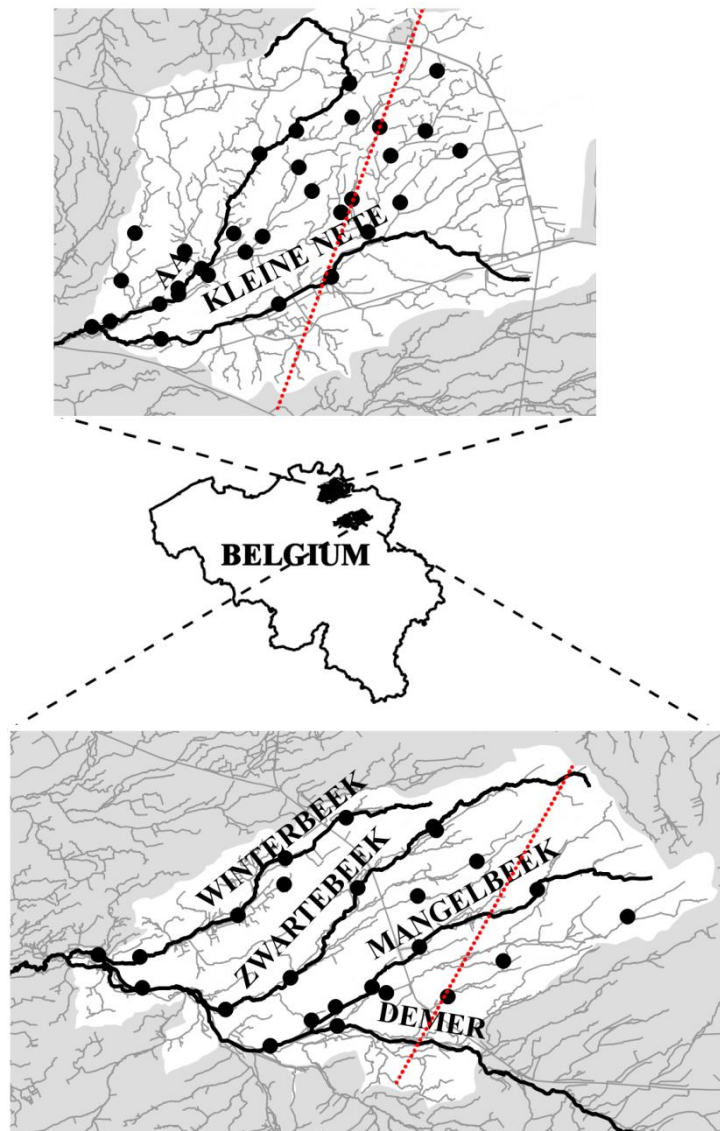 AA
KLEINE NETE
BELGIUM
WINTERBEEK
ZWARTEBEEK
MANGELBEEK
DEMER